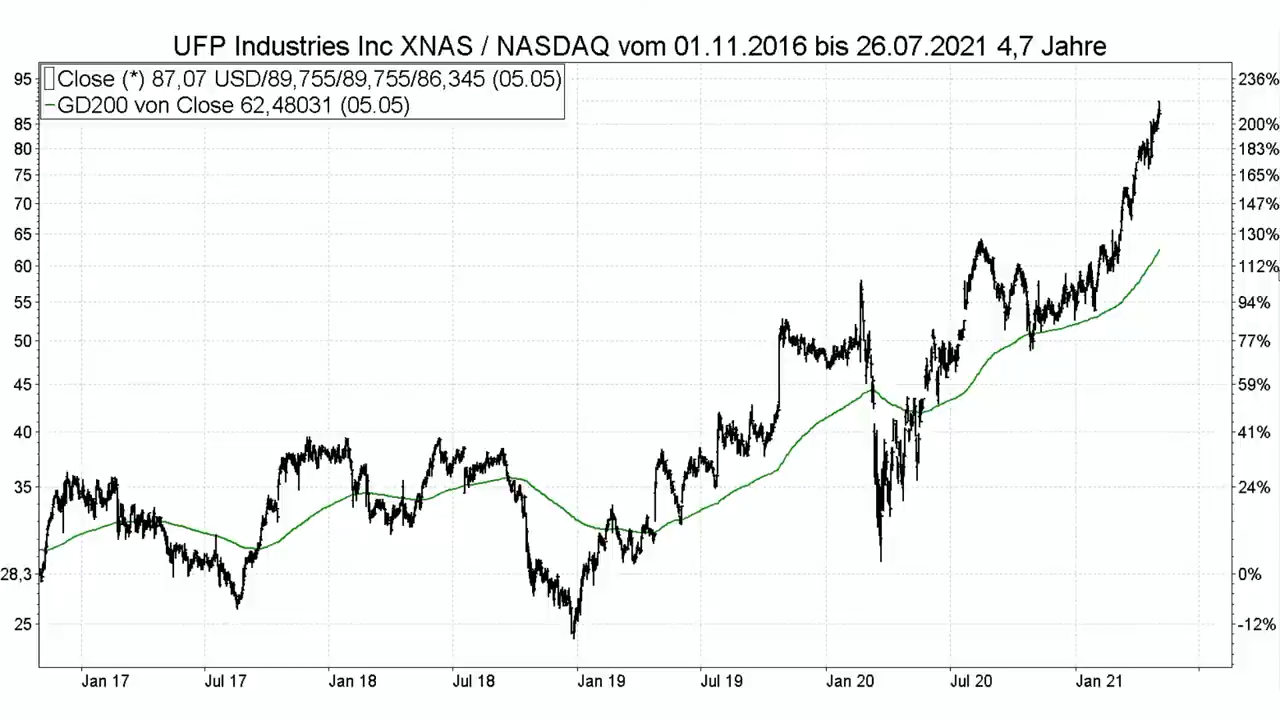 UFP Industries Inc XNAS / NASDAQ vom 01.11.2016 bis 26.07.2021 4,7 Jahre
Close (*) 87,07 USD/89,755/89,755/86,345 (05.05)
GD200 von Close 62,48031 (05.05)
95
85
80
75
70
65
60
55
50
45
40
35
28,3
25
236%
200%
183%
165%
147%
130%
112%
94%
77%
59%
41%
24%
0%
-12%
Jan 17
Jul 17
Jan 18
Jul 18
Jan 19
Jul 19
Jan 20
Jul 20
Jan 21